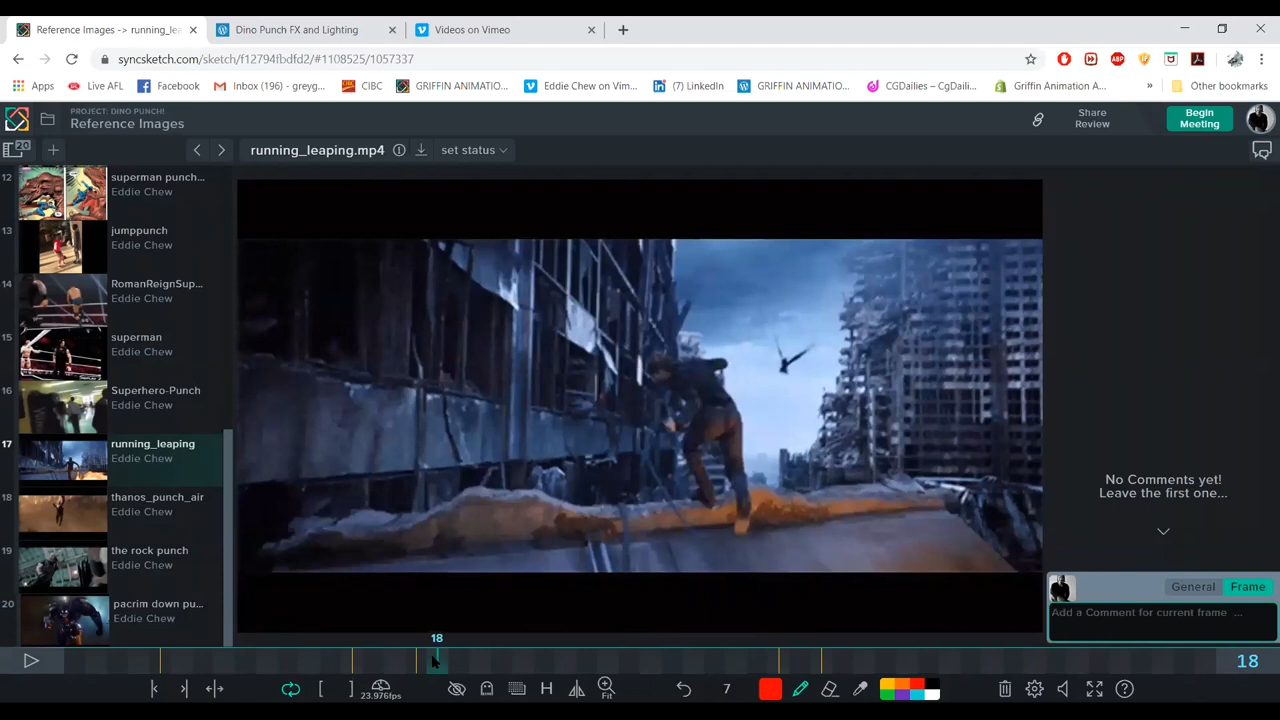 Reference Images -> running_lea
Dino Punch FX and Lighting
Videos on Vimeo
syncsketch.com/sketch/f12794fbdfd2/#1108525/1057337
ABP
Apps
Live AFL
Facebook
Inbox (196) - greyg...
CIBC
GRIFFIN ANIMATIO...
Eddie Chew on Vim...
(7) LinkedIn
GRIFFIN ANIMATIO...
CGDailies – CgDaili...
Griffin Animation A...
»
Other bookmarks
PROJECT: DINO PUNCH!
Reference Images
Share Review
Begin Meeting
20
running_leaping.mp4
set status
12
superman punch...
Eddie Chew
13
jumppunch
Eddie Chew
14
RomanReignSup...
Eddie Chew
15
superman
Eddie Chew
16
Superhero-Punch
Eddie Chew
17
running_leaping
Eddie Chew
18
thanos_punch_air
Eddie Chew
19
the rock punch
Eddie Chew
20
pacrim down pu...
Eddie Chew
No Comments yet!
Leave the first one...
General
Frame
Add a Comment for current frame ...
18
18
23.976fps
H
Fit
7